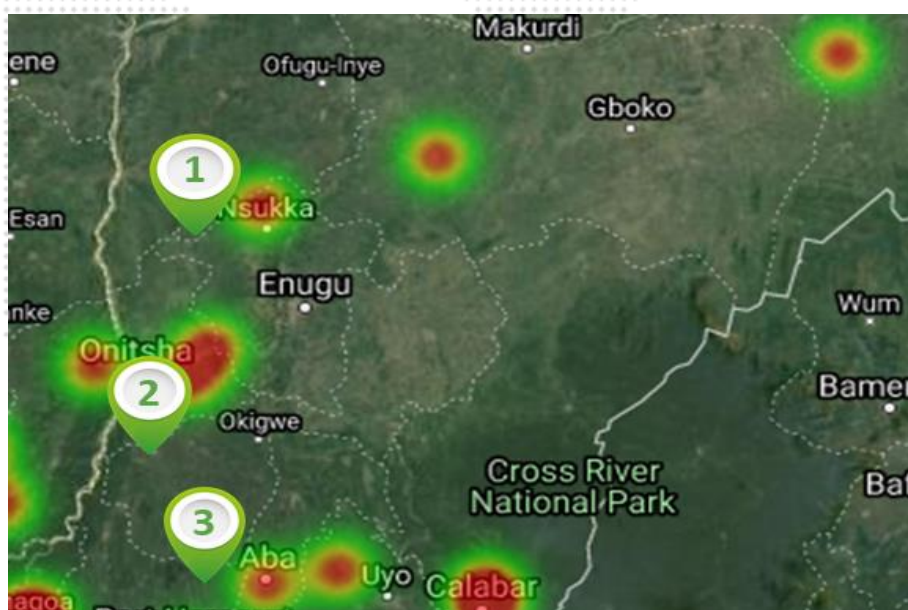 Makurdi
ene
Ofugu-Inye
Gboko
1
Nsukka
Esan
Enugu
nke
Wum
Onitsha
2
Bamer
Okigwe
Cross River
National Park
Baf
3
Aba
Uyo
Calabar
agoa